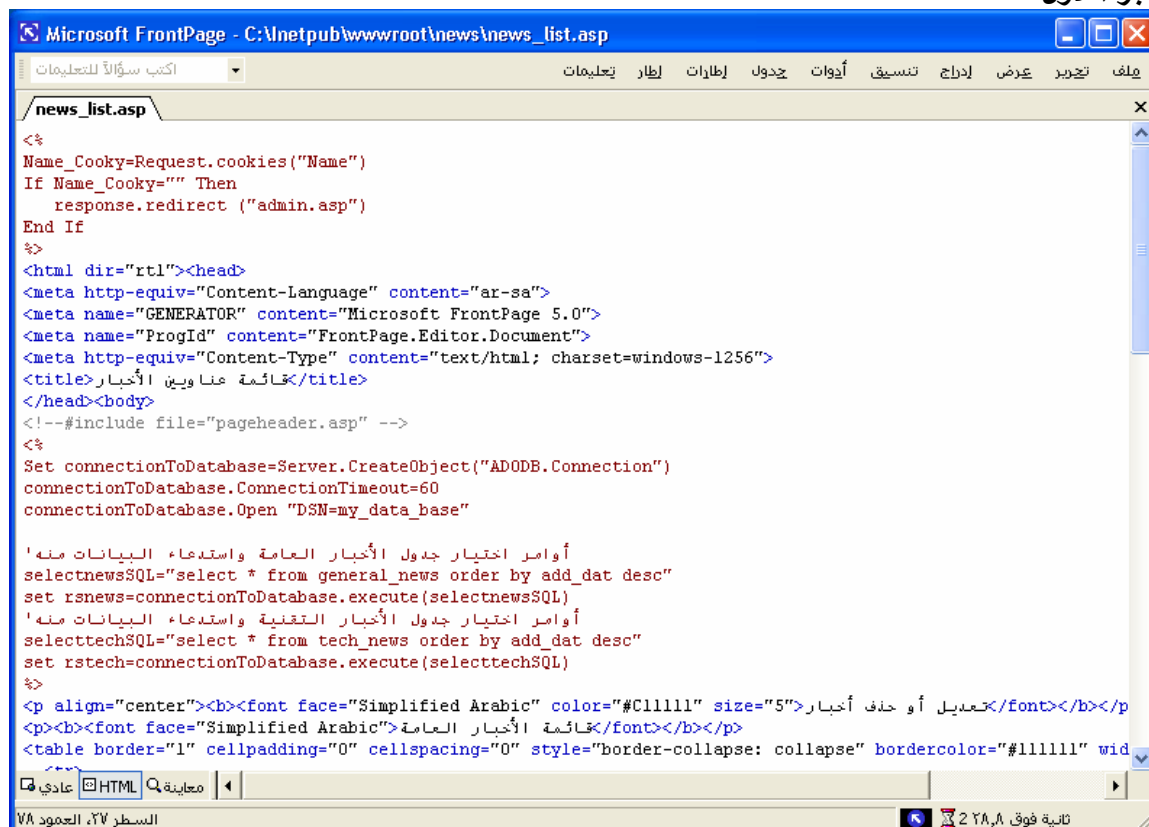 Microsoft FrontPage - C:\Inetpub\wwwroot\news\news_list.asp
ملف تحرير عرض إدراج تنسيق أدوات جدول إطارات إطار تعليمات اكتب سؤالاً للتعليمات
news_list.asp
<%
Name_Cooky=Request.cookies("Name")
If Name_Cooky="" Then
   response.redirect ("admin.asp")
End If
%>
<html dir="rtl"><head>
<meta http-equiv="Content-Language" content="ar-sa">
<meta name="GENERATOR" content="Microsoft FrontPage 5.0">
<meta name="ProgId" content="FrontPage.Editor.Document">
<meta http-equiv="Content-Type" content="text/html; charset=windows-1256">
<title>قائمة عناوين الأخبار</title>
</head><body>
<!--#include file="pageheader.asp" -->
<%
Set connectionToDatabase=Server.CreateObject("ADODB.Connection")
connectionToDatabase.ConnectionTimeout=60
connectionToDatabase.Open "DSN=my_data_base"
'أوامر اختيار جدول الأخبار العامة واستدعاء البيانات منه
selectnewsSQL="select * from general_news order by add_dat desc"
set rsnews=connectionToDatabase.execute(selectnewsSQL)
'أوامر اختيار جدول الأخبار التقنية واستدعاء البيانات منه
selecttechSQL="select * from tech_news order by add_dat desc"
set rstech=connectionToDatabase.execute(selecttechSQL)
%>
<p align="center"><b><font face="Simplified Arabic" color="#C11111" size="5">تعديل أو حذف أخبار</font></b></p
<p><b><font face="Simplified Arabic">قائمة الأخبار العامة</font></b></p>
<table border="1" cellpadding="0" cellspacing="0" style="border-collapse: collapse" bordercolor="#111111" wid
عادي HTML معاينة
السطر ٢٧، العمود ٧٨ ثانية فوق ٢٨,٨ 2